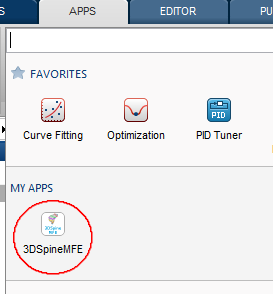 S
APPS
EDITOR
PU
FAVORITES
Curve Fitting
Optimization
PID
PID Tuner
MY APPS
3DSpine
MFE
3DSpineMFE